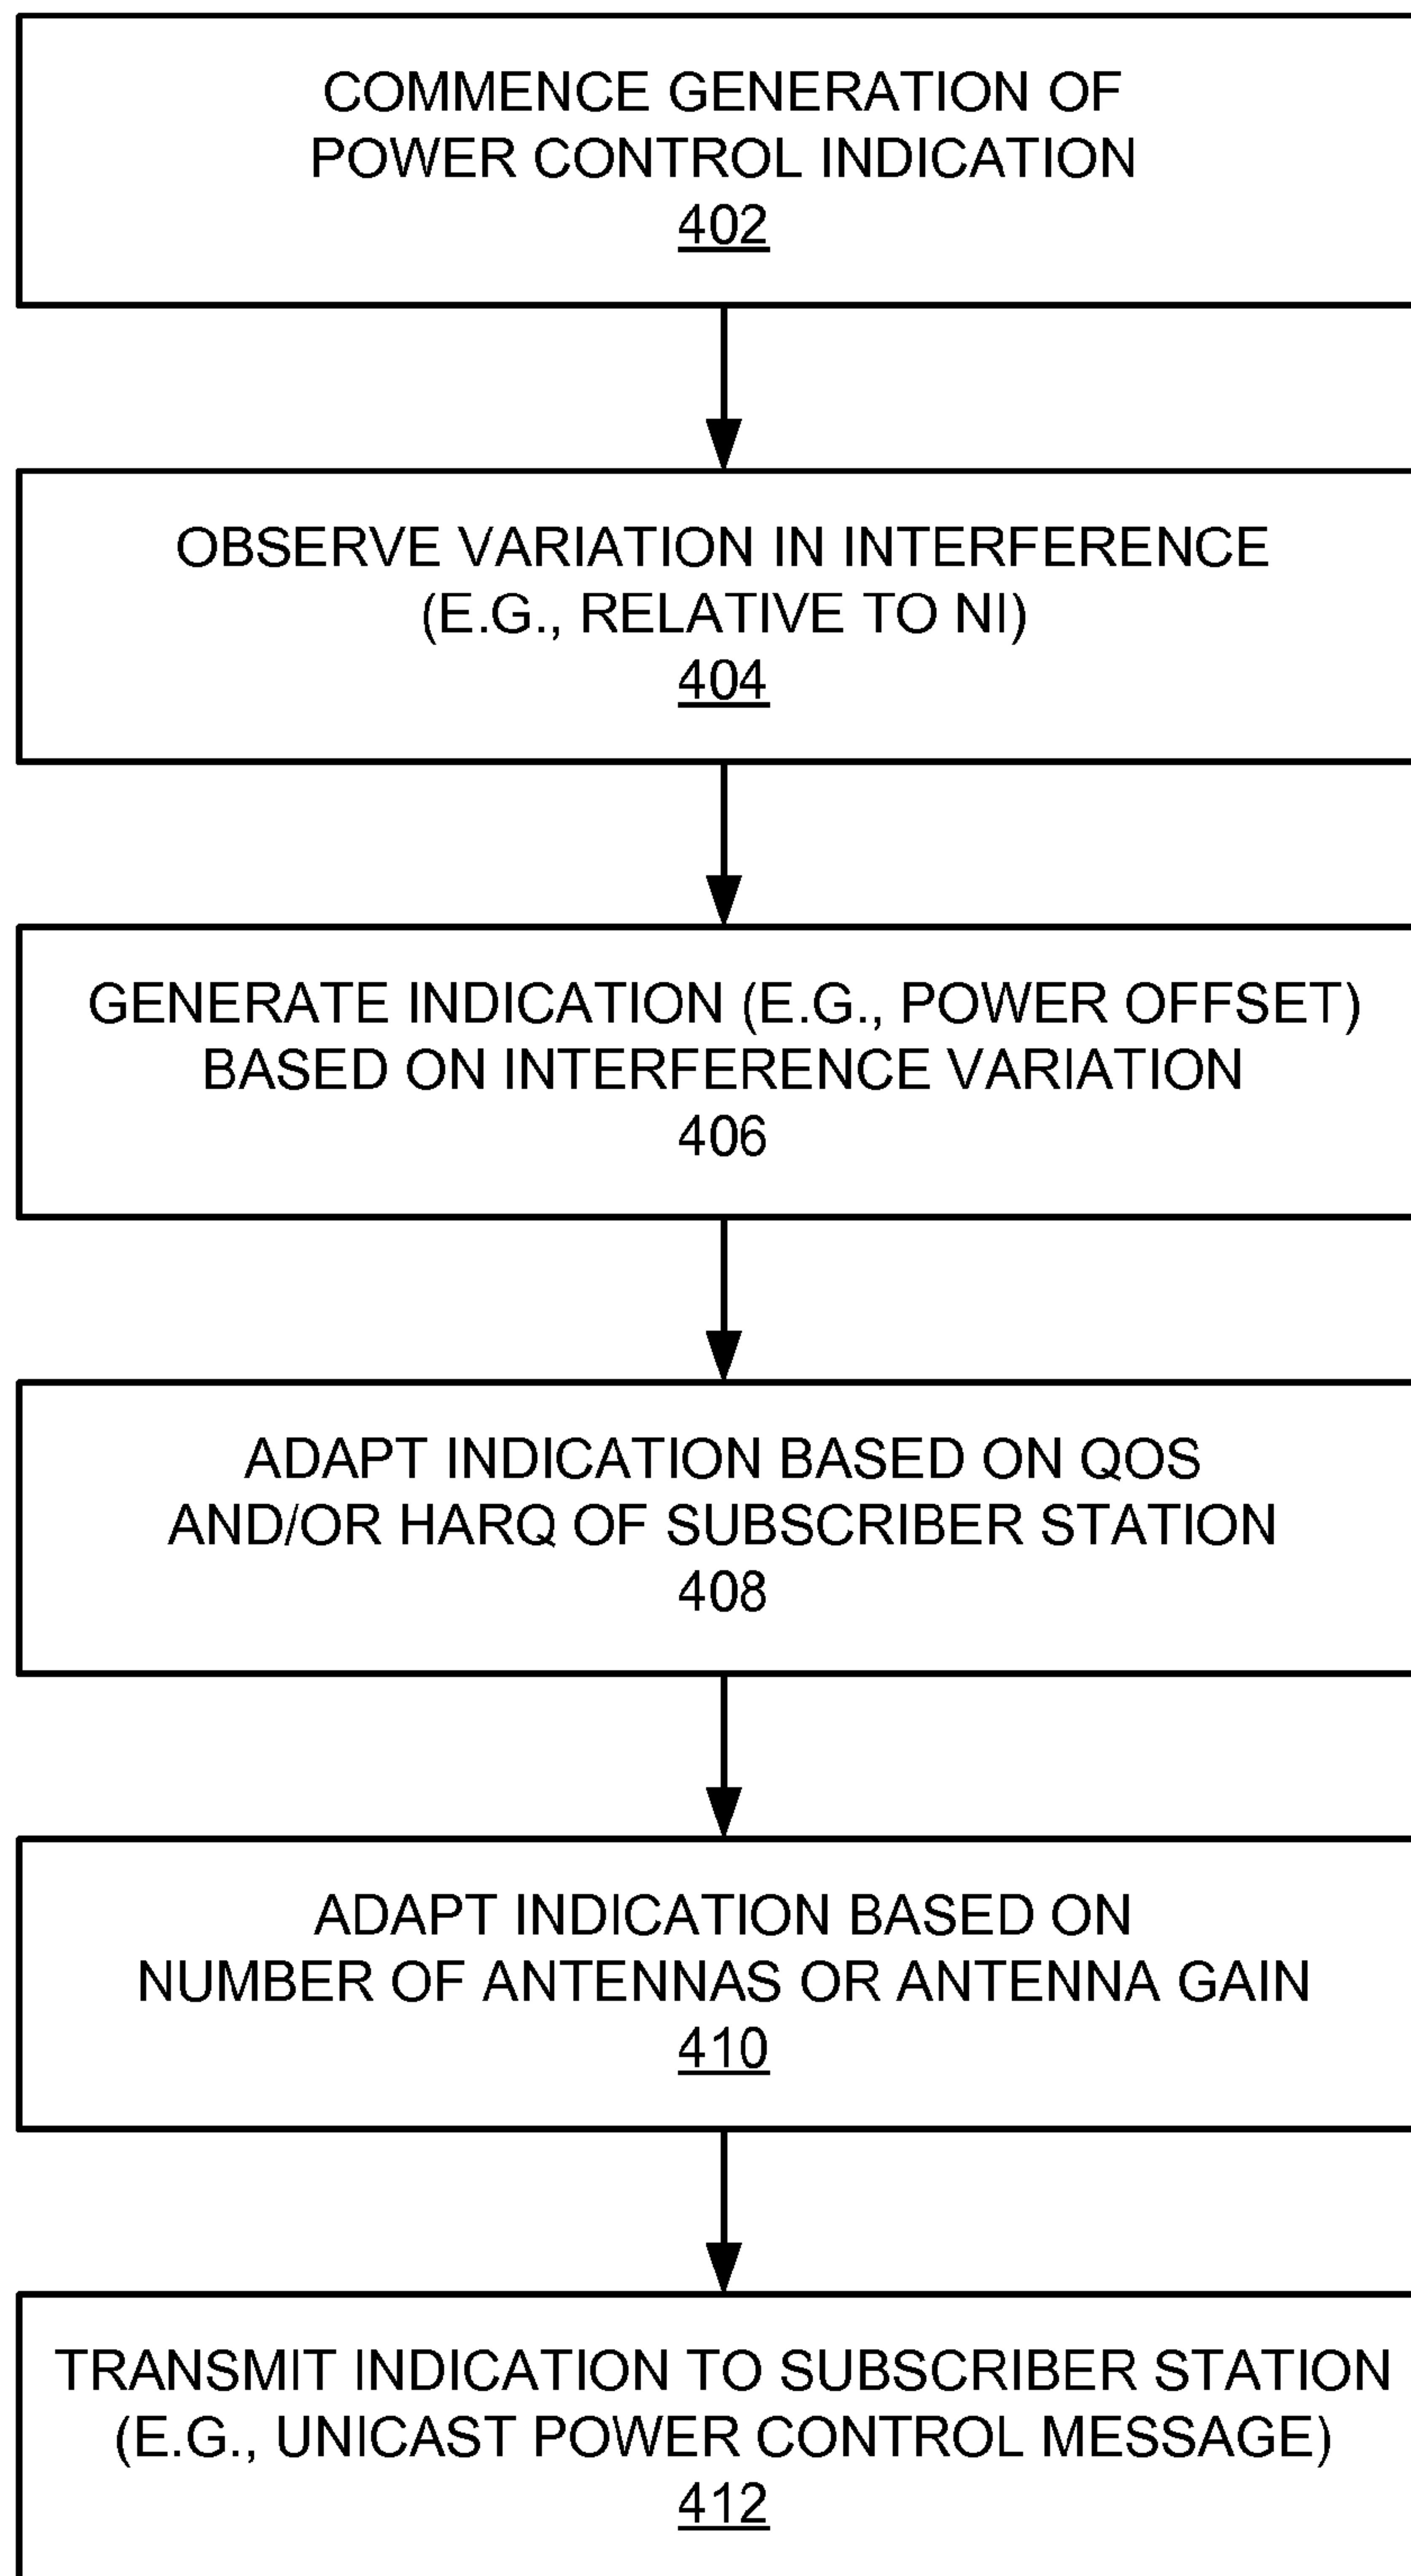 COMMENCE GENERATION OF
POWER CONTROL INDICATION
402
OBSERVE VARIATION IN INTERFERENCE
(E.G., RELATIVE TO NI)
404
GENERATE INDICATION (E.G., POWER OFFSET)
BASED ON INTERFERENCE VARIATION
406
ADAPT INDICATION BASED ON QOS
AND/OR HARQ OF SUBSCRIBER STATION
408
ADAPT INDICATION BASED ON
NUMBER OF ANTENNAS OR ANTENNA GAIN
410
TRANSMIT INDICATION TO SUBSCRIBER STATION
(E.G., UNICAST POWER CONTROL MESSAGE)
412